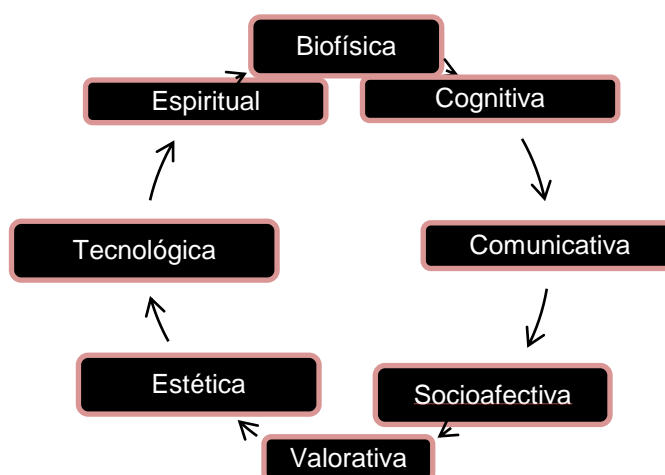 Biofísica
Cognitiva
Comunicativa
Socioafectiva
Valorativa
Estética
Tecnológica
Espiritual